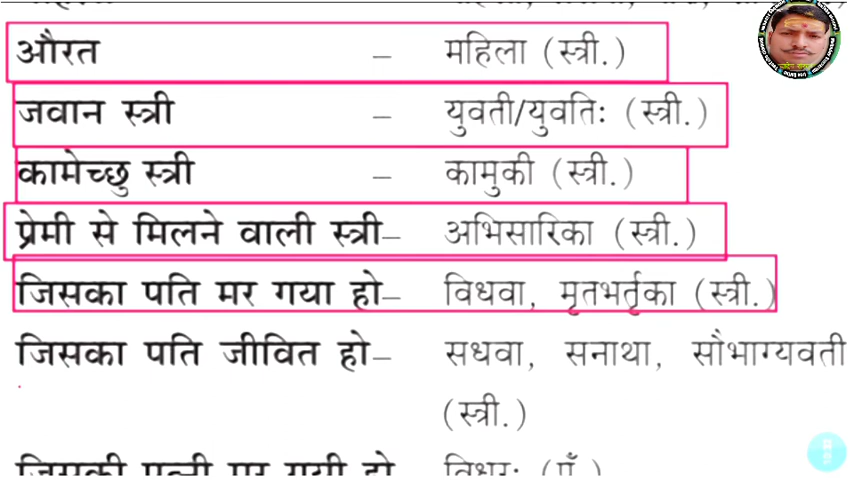 औरत – महिला (स्त्री.)
जवान स्त्री – युवती/युवतिः (स्त्री.)
कामेच्छु स्त्री – कामुकी (स्त्री.)
प्रेमी से मिलने वाली स्त्री– अभिसारिका (स्त्री.)
जिसका पति मर गया हो– विधवा, मृतभर्तृका (स्त्री.)
जिसका पति जीवित हो– सधवा, सनाथा, सौभाग्यवती
(स्त्री.)